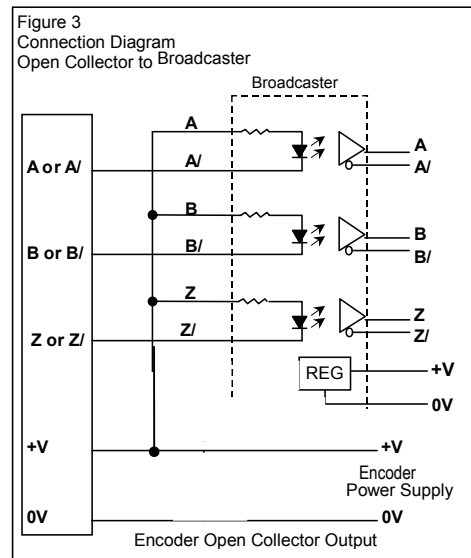 Figure 3
Connection Diagram
Open Collector to Broadcaster
Broadcaster
A
A
A or A/
A/
A/
B
B
B or B/
B/
B/
Z
Z
Z or Z/
Z/
Z/
REG
+V
0V
+V
+V
Encoder
Power Supply
0V
0V
Encoder Open Collector Output